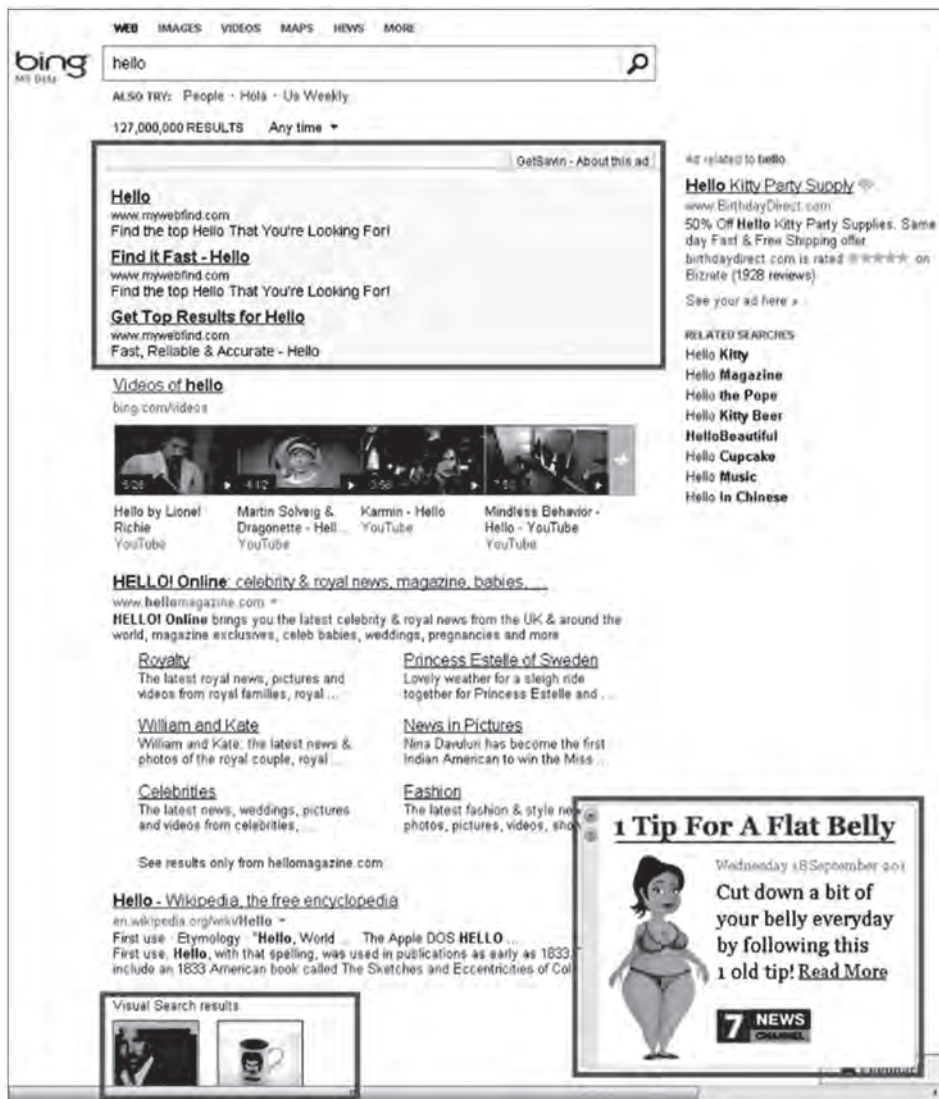 WEB IMAGES VIDEOS MAPS NEWS MORE
bing
MS Beta
hello
ALSO TRY: People · Hola · Us Weekly
127,000,000 RESULTS Any time
GetSavin - About this ad
Hello
www.mywebfind.com
Find the top Hello That You're Looking For!
Find it Fast - Hello
www.mywebfind.com
Find the top Hello That You're Looking For!
Get Top Results for Hello
www.mywebfind.com
Fast, Reliable & Accurate - Hello
Ad related to hello
Hello Kitty Party Supply
www.BirthdayDirect.com
50% Off Hello Kitty Party Supplies. Same
day Fast & Free Shipping offer
birthdaydirect.com is rated ★★★★★ on
Bizrate (1928 reviews)
See your ad here »
RELATED SEARCHES
Hello Kitty
Hello Magazine
Hello the Pope
Hello Kitty Beer
HelloBeautiful
Hello Cupcake
Hello Music
Hello In Chinese
Videos of hello
bing.com/videos
5:28 4:12 3:58
Hello by Lionel
Richie
YouTube
Martin Solveig &
Dragonette - Hell...
YouTube
Karmin - Hello
YouTube
Mindless Behavior -
Hello - YouTube
YouTube
HELLO! Online: celebrity & royal news, magazine, babies, ...
www.hellomagazine.com
HELLO! Online brings you the latest celebrity & royal news from the UK & around the
world, magazine exclusives, celeb babies, weddings, pregnancies and more
Royalty
The latest royal news, pictures and
videos from royal families, royal ...
Princess Estelle of Sweden
Lovely weather for a sleigh ride
together for Princess Estelle and ...
William and Kate
William and Kate: the latest news &
photos of the royal couple, royal ...
News in Pictures
Nina Davuluri has become the first
Indian American to win the Miss ...
Celebrities
The latest news, weddings, pictures
and videos from celebrities, ...
Fashion
The latest fashion & style ne
photos, pictures, videos, sho
See results only from hellomagazine.com
Hello - Wikipedia, the free encyclopedia
en.wikipedia.org/wiki/Hello
First use · Etymology · "Hello, World ... The Apple DOS HELLO ...
First use. Hello, with that spelling, was used in publications as early as 1833.
include an 1833 American book called The Sketches and Eccentricities of Col
Visual Search results
1 Tip For A Flat Belly
Wednesday 18 September 201
Cut down a bit of
your belly everyday
by following this
1 old tip! Read More
7 NEWS
CHANNEL